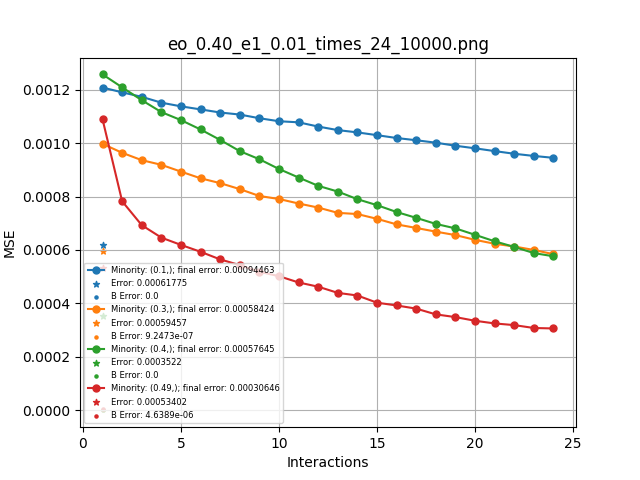 eo_0.40_e1_0.01_times_24_10000.png
MSE
0.0012
0.0010
0.0008
0.0006
0.0004
0.0002
0.0000
Minority: (0.1,); final error: 0.00094463
Error: 0.00061775
B Error: 0.0
Minority: (0.3,); final error: 0.00058424
Error: 0.00059457
B Error: 9.2473e-07
Minority: (0.4,); final error: 0.00057645
Error: 0.0003522
B Error: 0.0
Minority: (0.49,); final error: 0.00030646
Error: 0.00053402
B Error: 4.6389e-06
0 5 10 15 20 25
Interactions